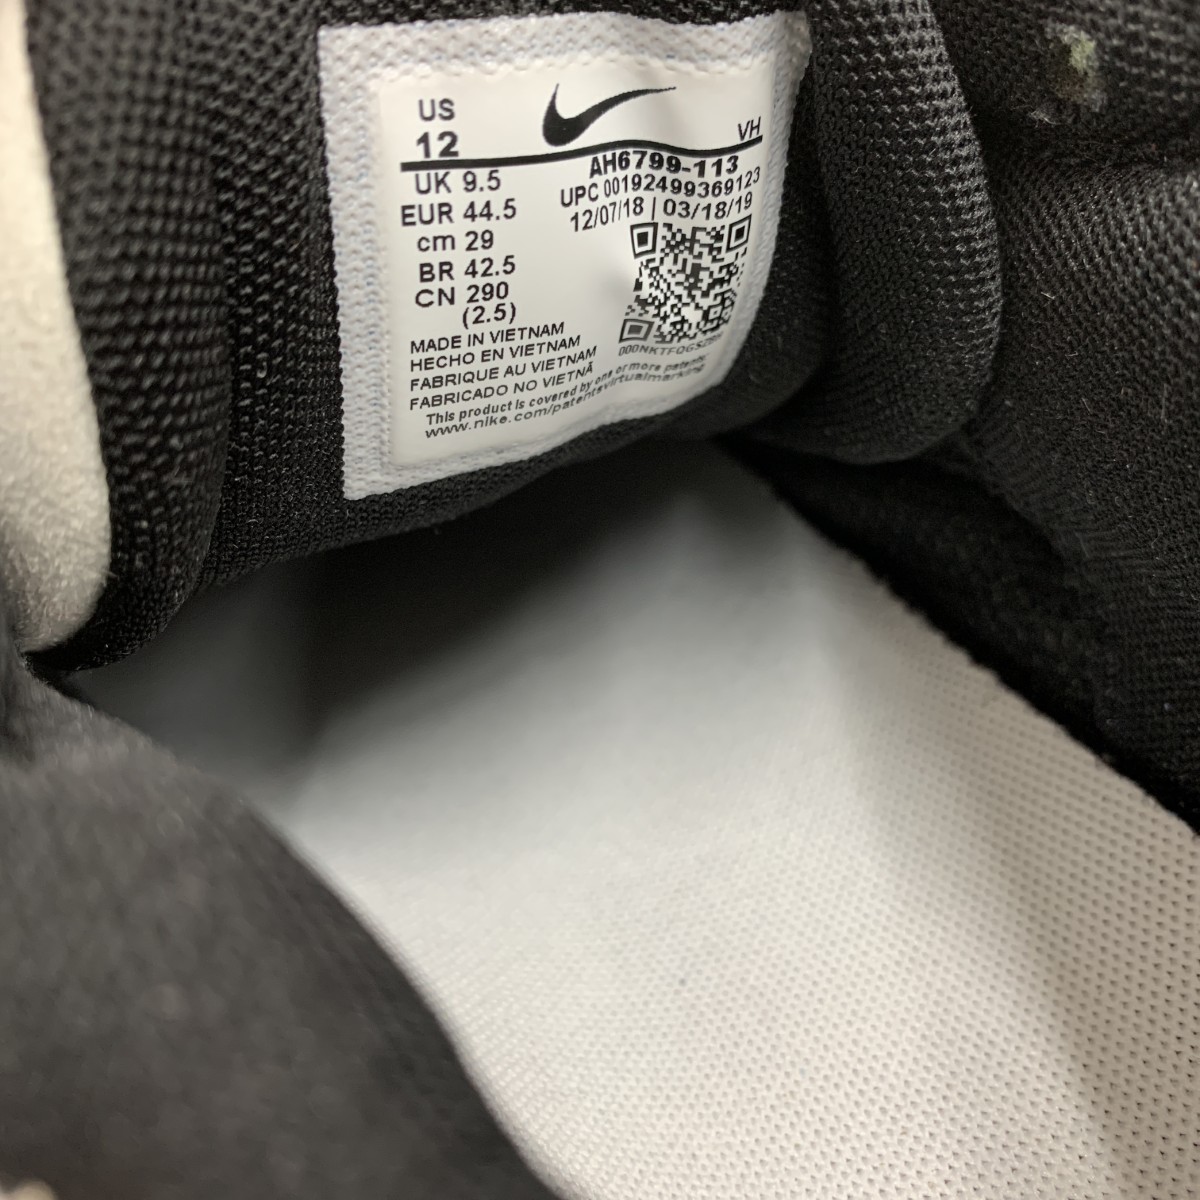 US
12
VH
AH6799-113
UK 9.5
UPC 00192499369123
EUR 44.5
12/07/18 | 03/18/19
cm 29
BR 42.5
CN 290
(2.5)
MADE IN VIETNAM
HECHO EN VIETNAM
FABRIQUE AU VIETNAM
FABRICADO NO VIETNÃ
This product is covered by one or more patents.
www.nike.com/patents
virtualmarking